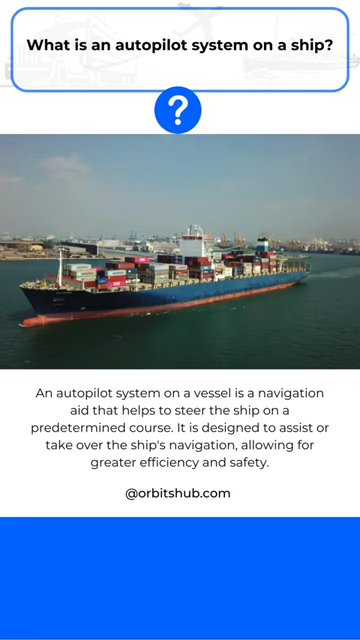 What is an autopilot system on a ship?
?
An autopilot system on a vessel is a navigation
aid that helps to steer the ship on a
predetermined course. It is designed to assist or
take over the ship's navigation, allowing for
greater efficiency and safety.
@orbitshub.com